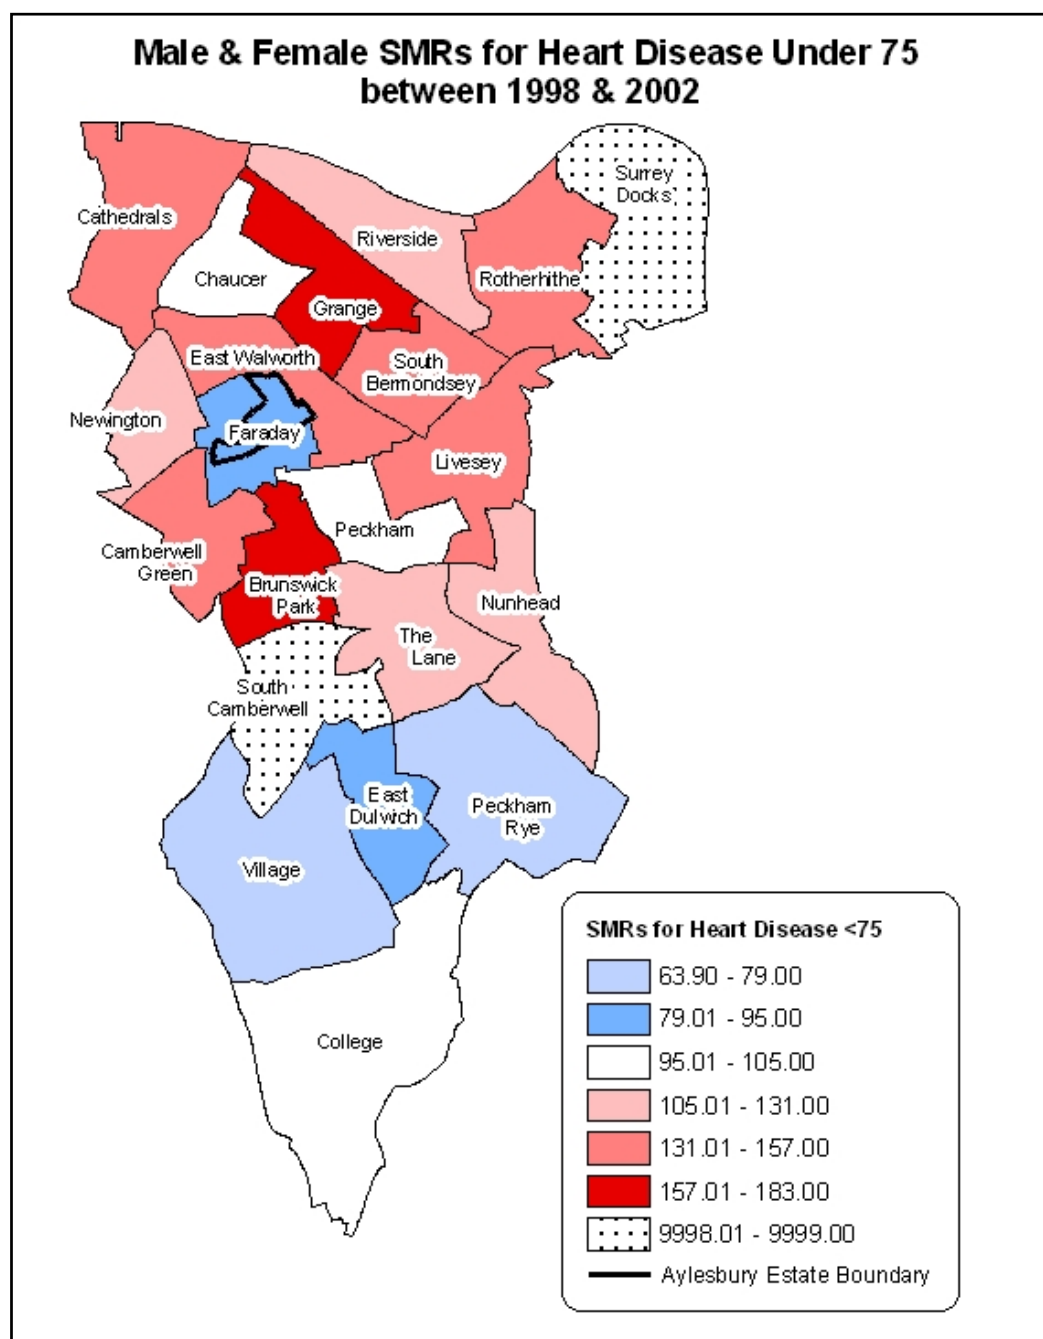 Male & Female SMRs for Heart Disease Under 75
between 1998 & 2002
Surrey
Docks
Cathedrals
Riverside
Chaucer
Rotherhithe
Grange
East Walworth
South
Bermondsey
Newington
Faraday
Livesey
Peckham
Camberwell
Green
Brunswick
Park
Nunhead
The
Lane
South
Camberwell
East
Dulwich
Peckham
Rye
Village
College
SMRs for Heart Disease <75
63.90 - 79.00
79.01 - 95.00
95.01 - 105.00
105.01 - 131.00
131.01 - 157.00
157.01 - 183.00
9998.01 - 9999.00
Aylesbury Estate Boundary